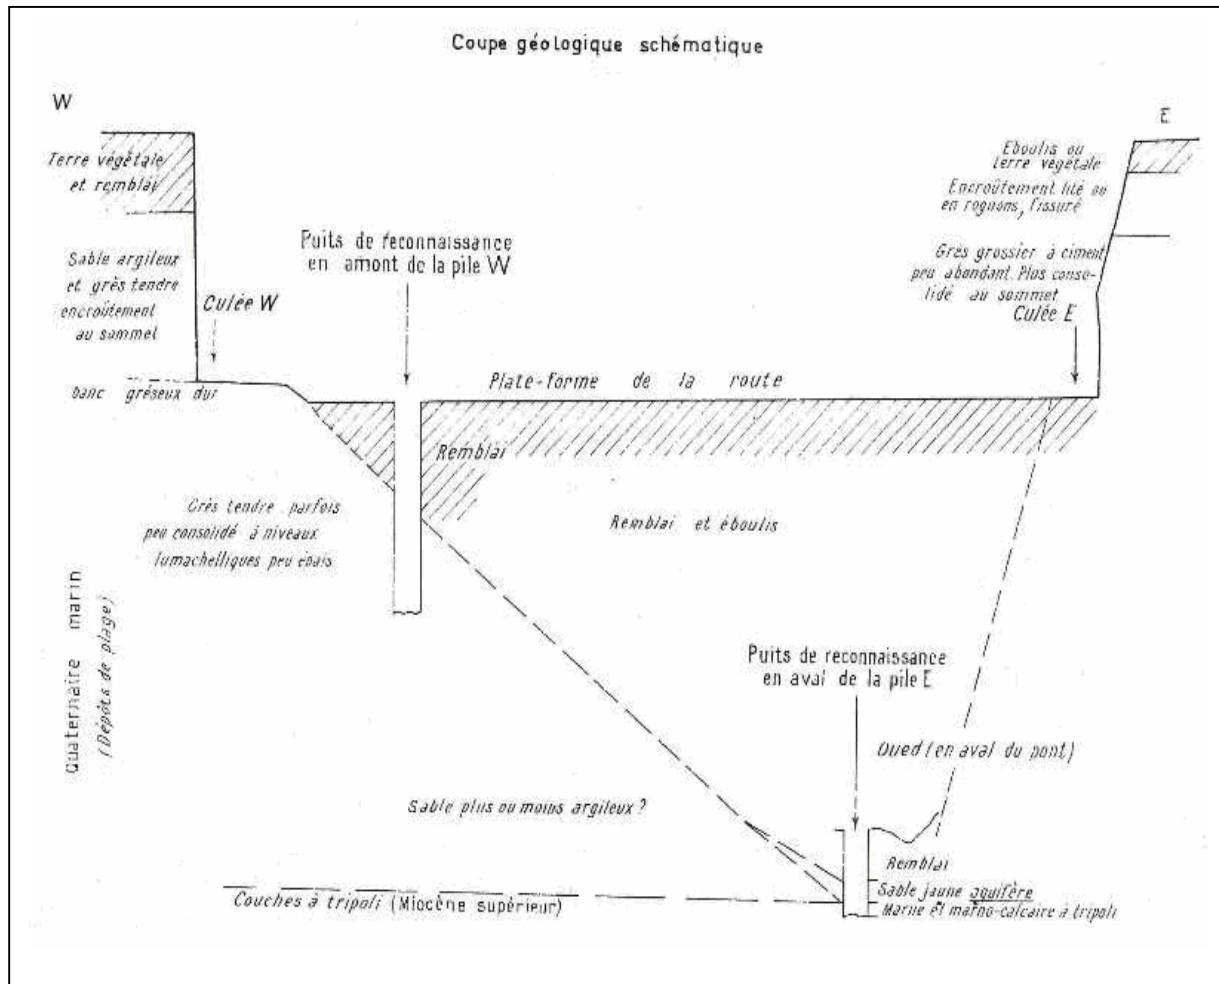 Coupe géologique schématique
W
E
Terre végétale
et remblai
Eboulis ou
terre végétale
Encroûtement lité ou
en rognons, fissuré
Puits de reconnaissance
en amont de la pile W
Sable argileux
et grès tendre
encroûtement
au sommet
Grès grossier à ciment
peu abondant. Plus conso-
lidé au sommet
Culée W
Culée E
Plate-forme de la route
banc gréseux dur
Remblai
Grès tendre parfois
peu consolidé à niveaux
lumachelliques peu épais
Remblai et éboulis
Quaternaire marin
(Dépôts de plage)
Puits de reconnaissance
en aval de la pile E
Oued (en aval du pont)
Sable plus ou moins argileux ?
Remblai
Sable jaune aquifère
Marne et marno-calcaire à tripoli
Couches à tripoli (Miocène supérieur)